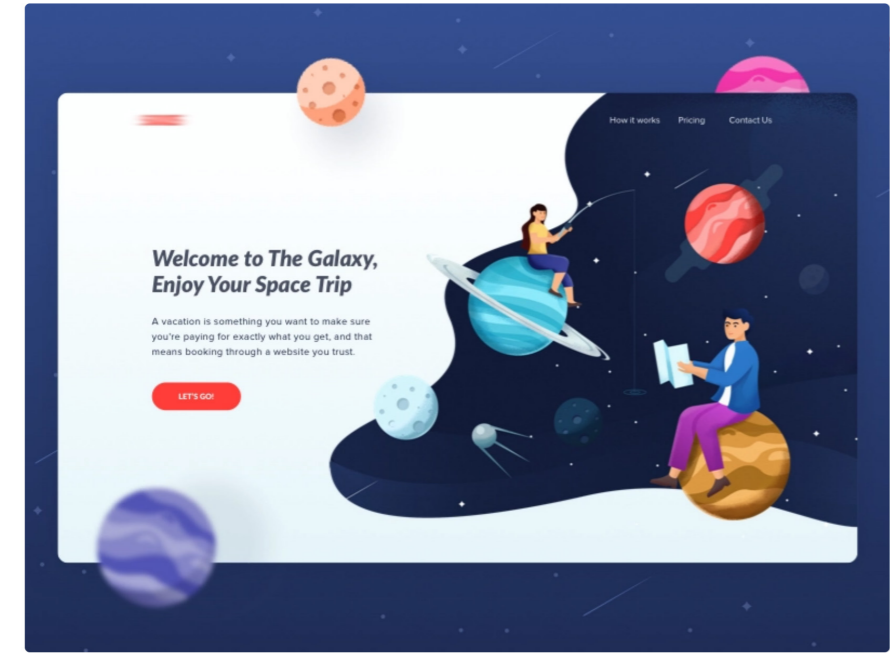 How it works Pricing Contact Us
Welcome to The Galaxy,
Enjoy Your Space Trip
A vacation is something you want to make sure
you're paying for exactly what you get, and that
means booking through a website you trust.
LET'S GO!